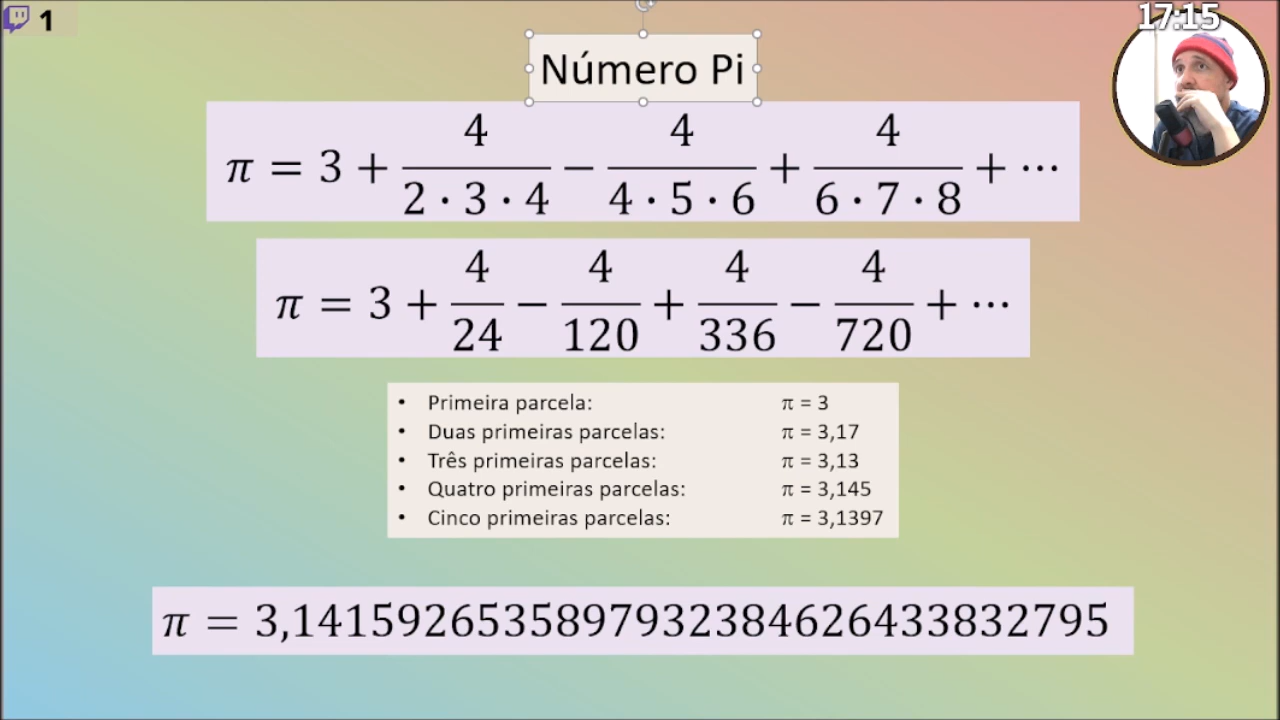 1
17:15
Número Pi
π = 3 + 4/(2 · 3 · 4) − 4/(4 · 5 · 6) + 4/(6 · 7 · 8) + ⋯
π = 3 + 4/24 − 4/120 + 4/336 − 4/720 + ⋯
• Primeira parcela: π = 3
• Duas primeiras parcelas: π = 3,17
• Três primeiras parcelas: π = 3,13
• Quatro primeiras parcelas: π = 3,145
• Cinco primeiras parcelas: π = 3,1397
π = 3,1415926535897932384626433832795